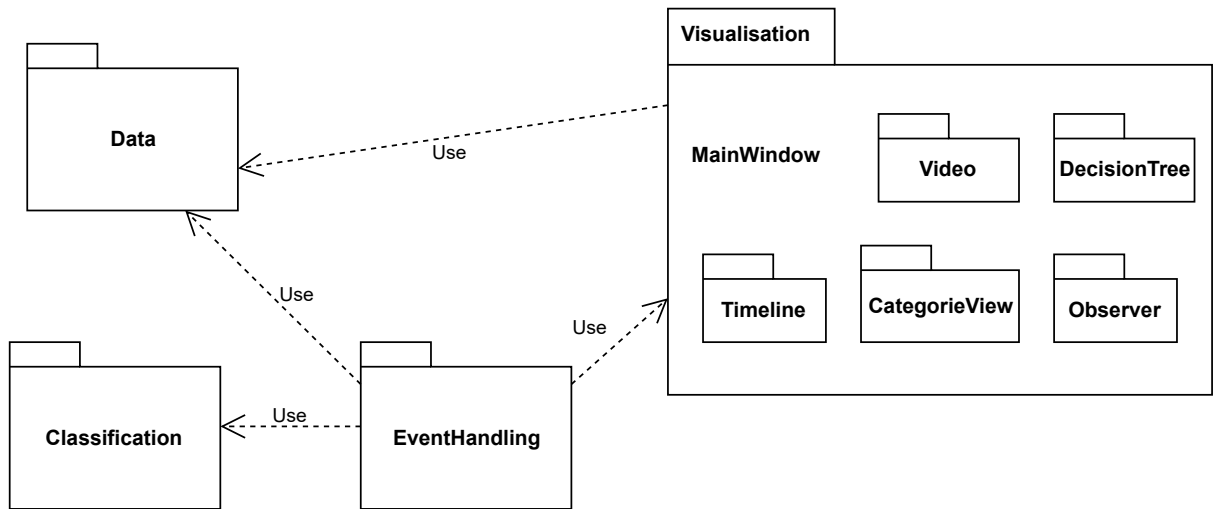 Visualisation
Data
Use
MainWindow
Video
DecisionTree
Use
Use
Timeline
CategorieView
Observer
Classification
Use
EventHandling